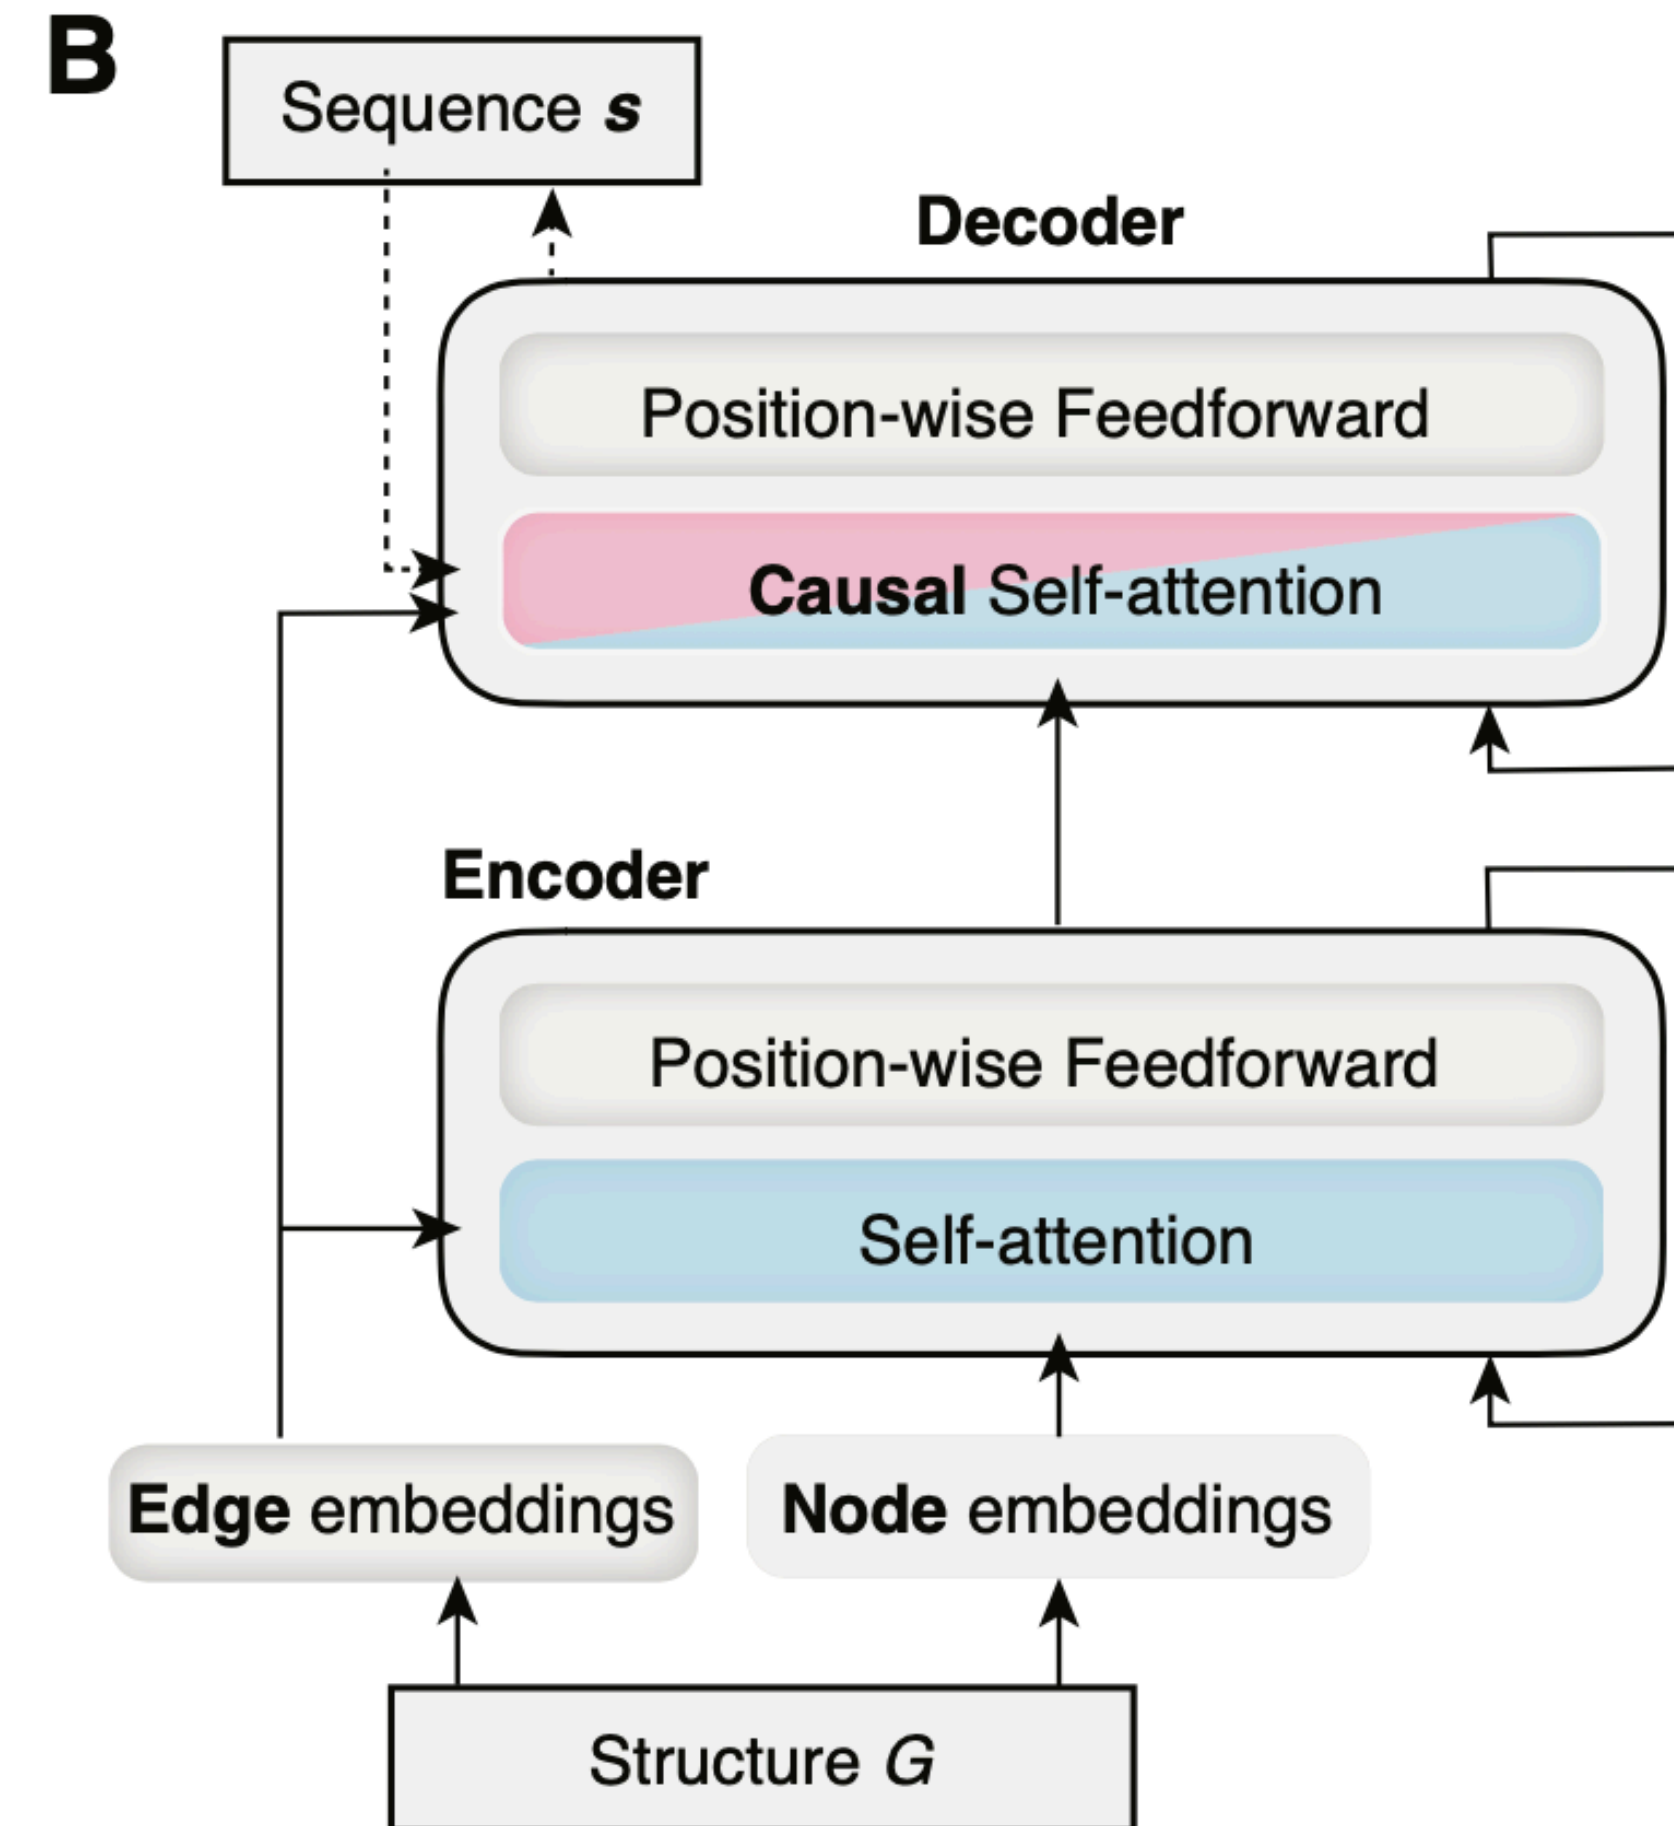 B
Sequence s
Decoder
Position-wise Feedforward
Causal Self-attention
Encoder
Position-wise Feedforward
Self-attention
Edge embeddings
Node embeddings
Structure G